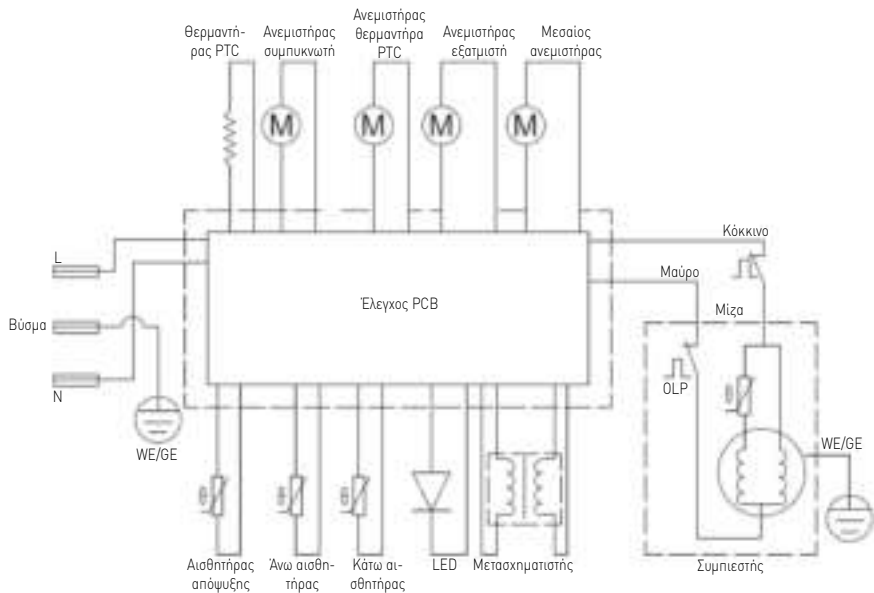 Θερμαντή-
ρας PTC
Ανεμιστήρας
συμπυκνωτή
Ανεμιστήρας
θερμαντήρα
PTC
Ανεμιστήρας
εξατμιστή
Μεσαίος
ανεμιστήρας
M
M
M
M
Κόκκινο
L
Μαύρο
Έλεγχος PCB
Βύσμα
Μίζα
N
OLP
WE/GE
WE/GE
θ
θ
θ
θ
Αισθητήρας
απόψυξης
Άνω αισθη-
τήρας
Κάτω αι-
σθητήρας
LED
Μετασχηματιστής
Συμπιεστής